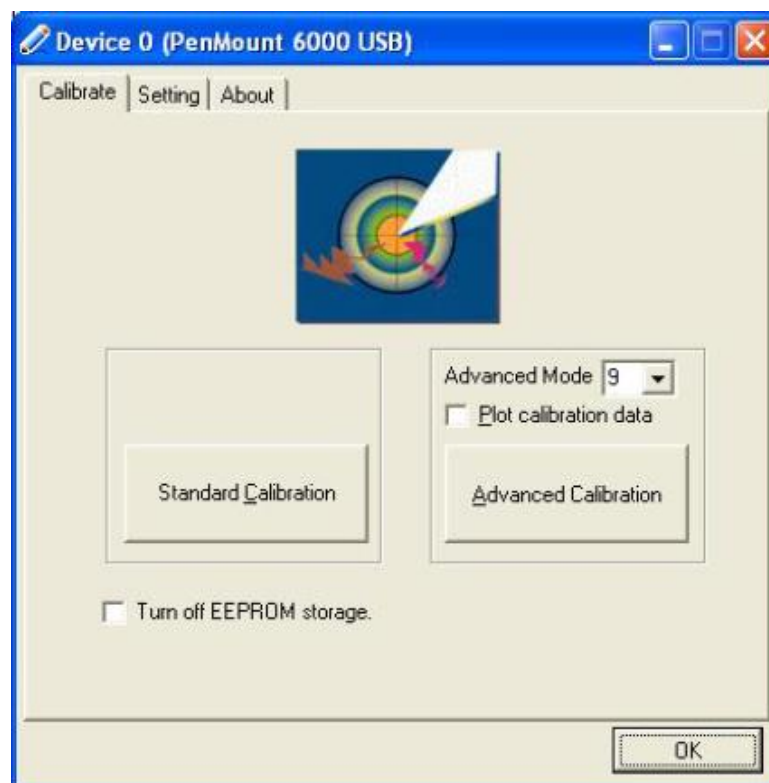 Device 0 (PenMount 6000 USB)
Calibrate Setting About
Advanced Mode 9
Plot calibration data
Standard Calibration Advanced Calibration
Turn off EEPROM storage.
OK